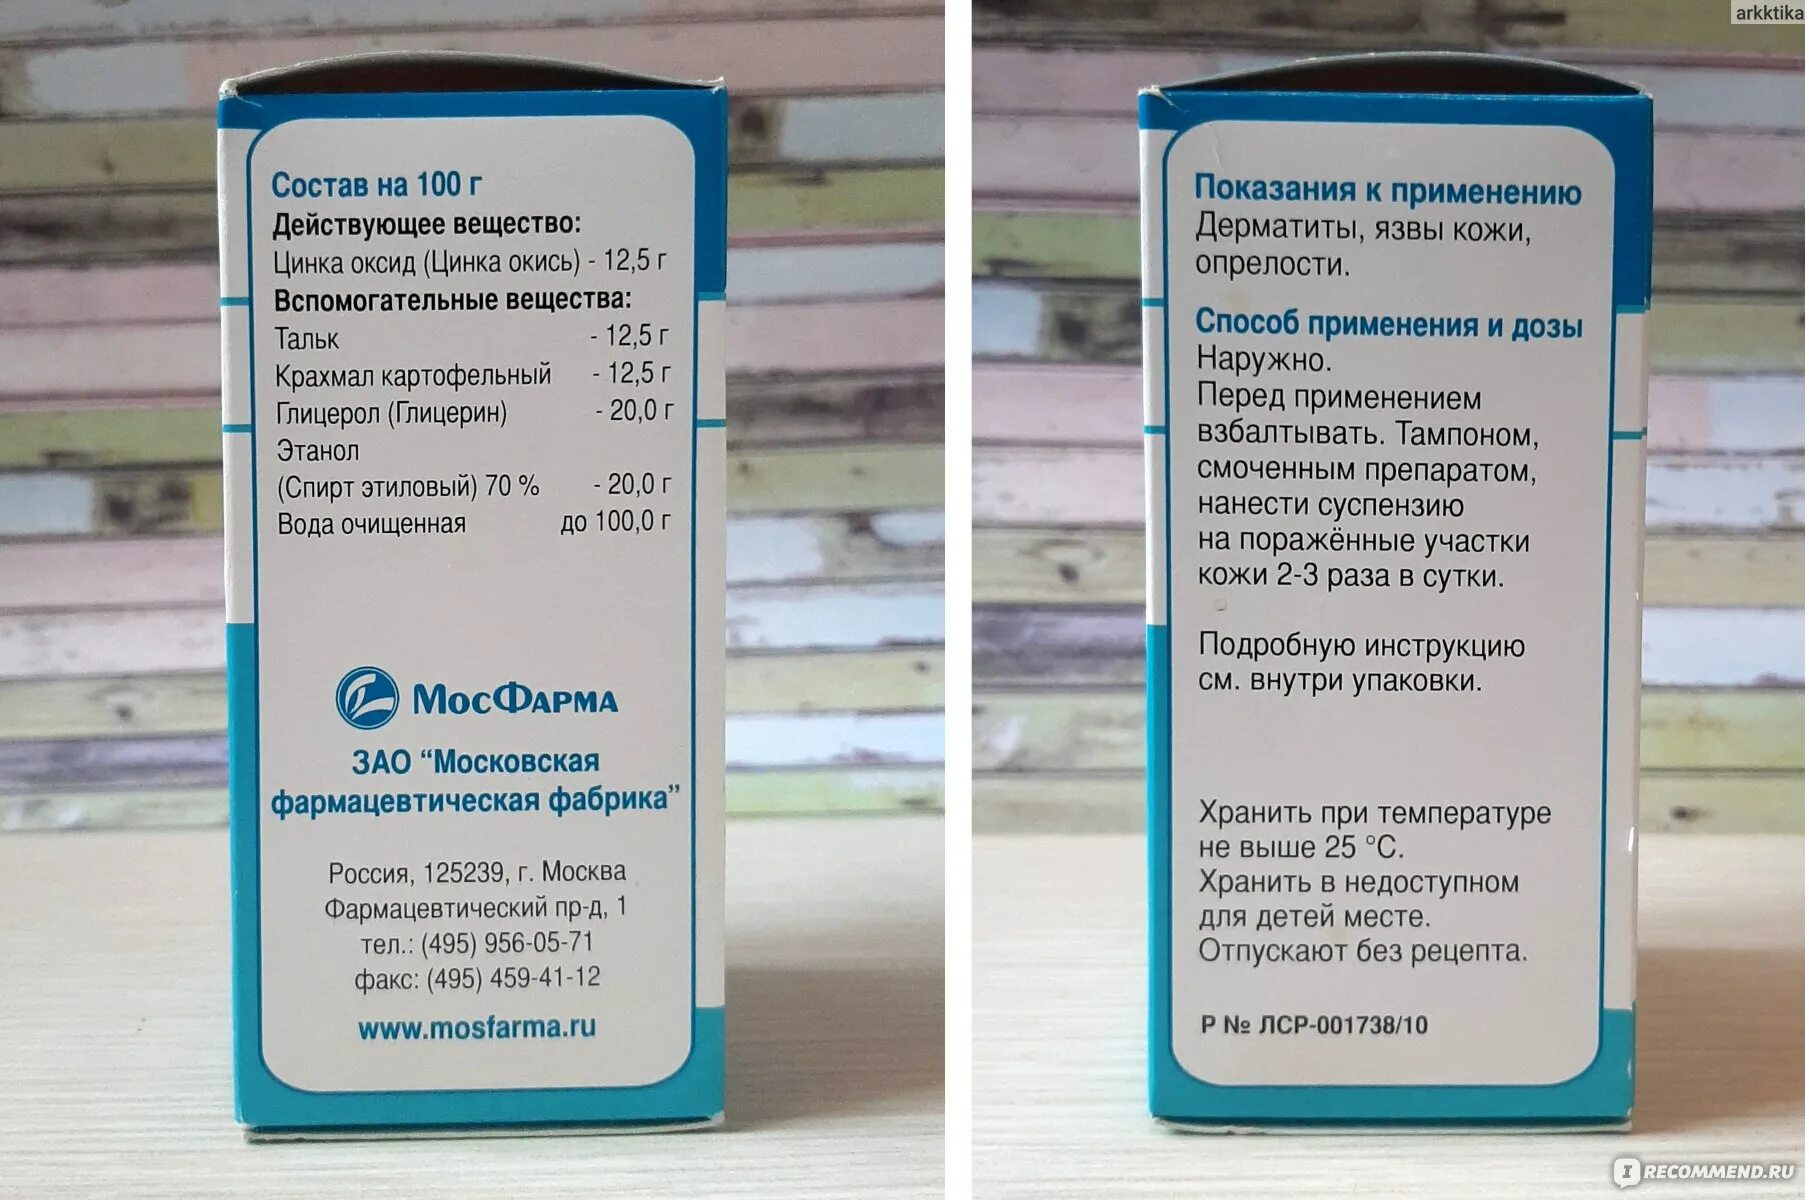 Состав на 100 г
Действующее вещество:
Цинка оксид (Цинка окись) - 12,5 г
Вспомогательные вещества:
Тальк - 12,5 г
Крахмал картофельный - 12,5 г
Глицерол (Глицерин) - 20,0 г
Этанол
(Спирт этиловый) 70 % - 20,0 г
Вода очищенная до 100,0 г
МосФарма
ЗАО “Московская
фармацевтическая фабрика”
Россия, 125239, г. Москва
Фармацевтический пр-д, 1
тел.: (495) 956-05-71
факс: (495) 459-41-12
www.mosfarma.ru
arkktika
Показания к применению
Дерматиты, язвы кожи,
опрелости.
Способ применения и дозы
Наружно.
Перед применением
взбалтывать. Тампоном,
смоченным препаратом,
нанести суспензию
на поражённые участки
кожи 2-3 раза в сутки.
Подробную инструкцию
см. внутри упаковки.
Хранить при температуре
не выше 25 °С.
Хранить в недоступном
для детей месте.
Отпускают без рецепта.
Р № ЛСР-001738/10
IRECOMMEND.RU